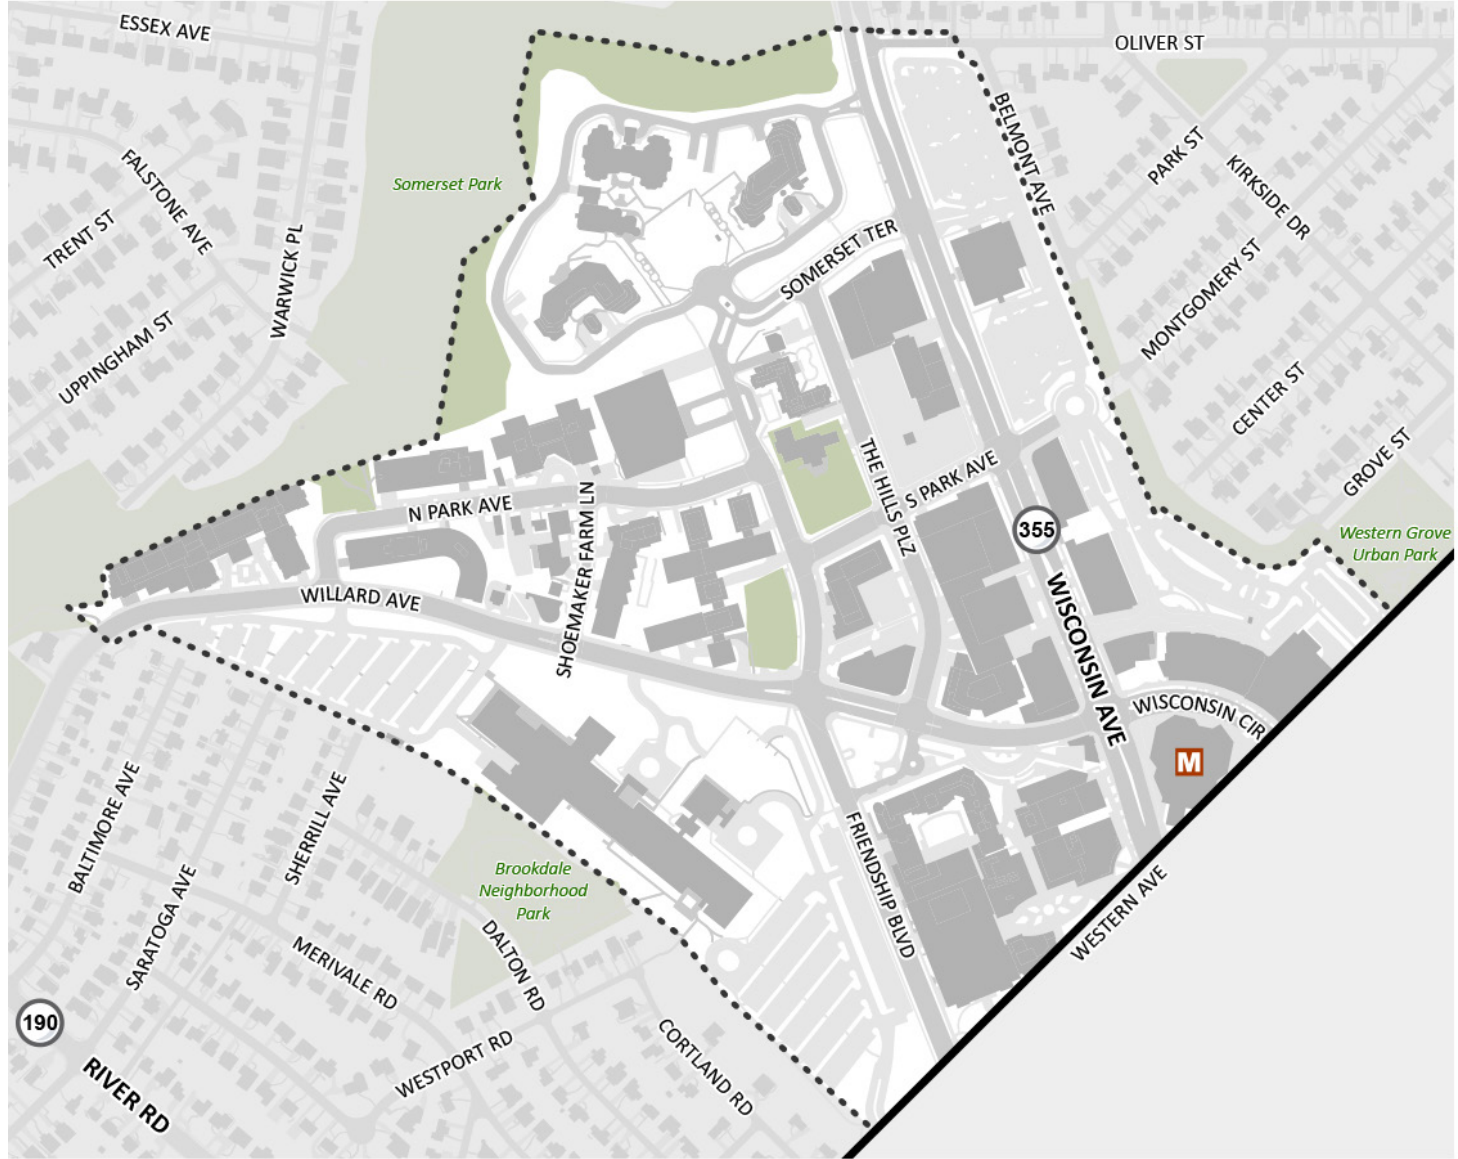 ESSEX AVE
OLIVER ST
BELMONT AVE
PARK ST
KIRKSIDE DR
FALSTONE AVE
Somerset Park
TRENT ST
WARWICK PL
SOMERSET TER
MONTGOMERY ST
UPPINGHAM ST
CENTER ST
GROVE ST
THE HILLS PLZ
S PARK AVE
N PARK AVE
SHOEMAKER FARM LN
355
Western Grove
Urban Park
WILLARD AVE
WISCONSIN AVE
WISCONSIN CIR
M
BALTIMORE AVE
SHERRILL AVE
SARATOGA AVE
Brookdale
Neighborhood
Park
FRIENDSHIP BLVD
WESTERN AVE
MERIVALE RD
DALTON RD
190
WESTPORT RD
CORTLAND RD
RIVER RD